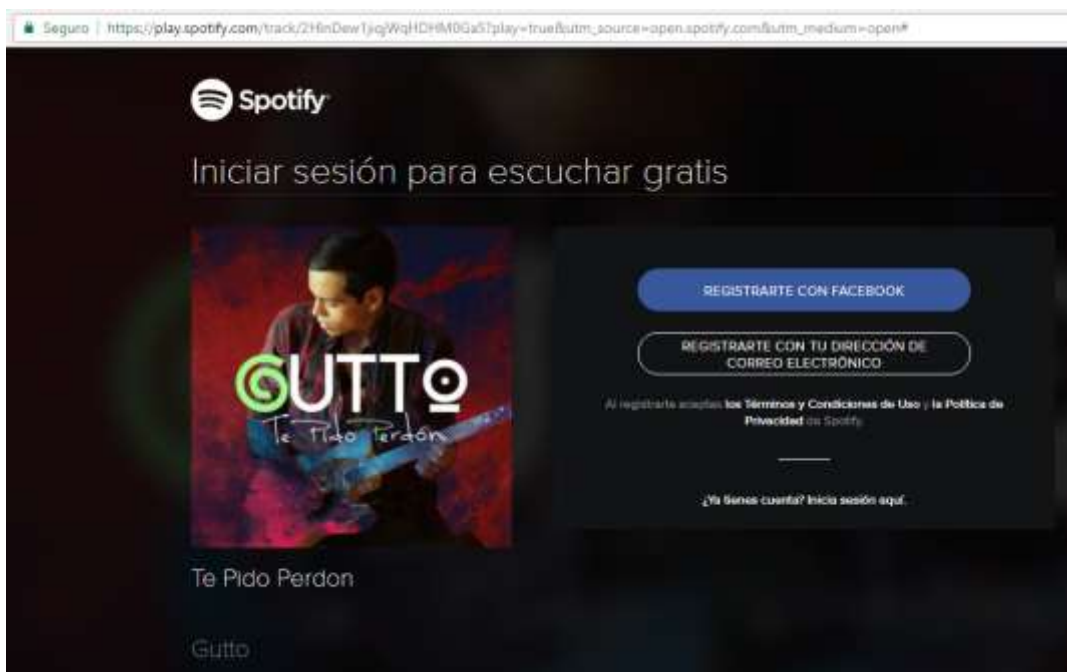 Seguro https://play.spotify.com/track/
play=true&utm_source=open.spotify.com&utm_medium=open#
Spotify
Iniciar sesión para escuchar gratis
GUTTO
Te Pido Perdón
REGISTRARTE CON FACEBOOK
REGISTRARTE CON TU DIRECCIÓN DE
CORREO ELECTRÓNICO
Al registrarte aceptas los Términos y Condiciones de Uso y la Política de
Privacidad de Spotify.
¿Ya tienes cuenta? Inicia sesión aquí.
Te Pido Perdon
Gutto